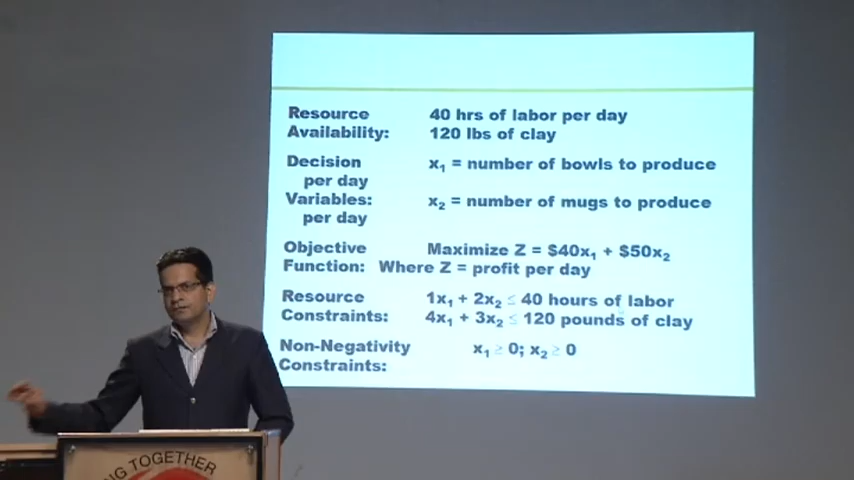 Resource 40 hrs of labor per day
Availability: 120 lbs of clay
Decision x₁ = number of bowls to produce
per day
Variables: x₂ = number of mugs to produce
per day
Objective Maximize Z = $40x₁ + $50x₂
Function: Where Z = profit per day
Resource 1x₁ + 2x₂ ≤ 40 hours of labor
Constraints: 4x₁ + 3x₂ ≤ 120 pounds of clay
Non-Negativity x₁ ≥ 0; x₂ ≥ 0
Constraints:
NG TOGETHER